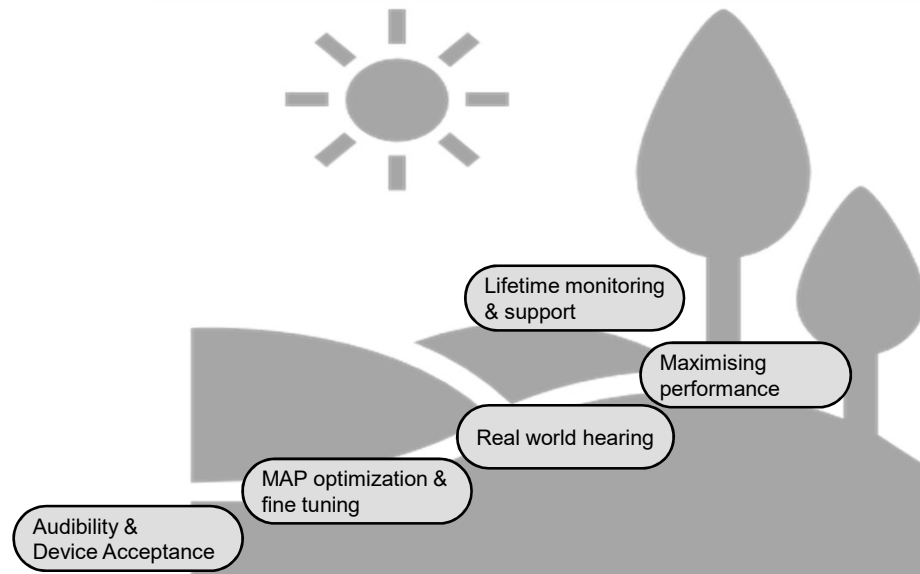 Lifetime monitoring
& support
Maximising
performance
Real world hearing
MAP optimization &
fine tuning
Audibility &
Device Acceptance